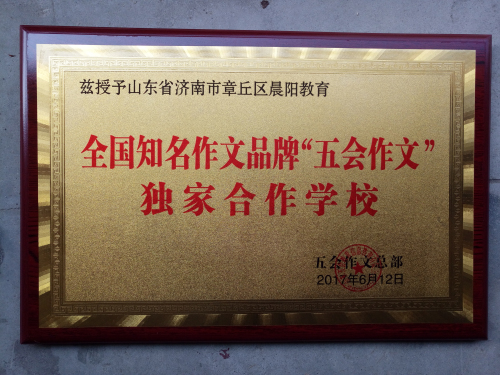 兹授予山东省济南市章丘区晨阳教育
全国知名作文品牌“五会作文”
独家合作学校
五会作文总部
2017年6月12日